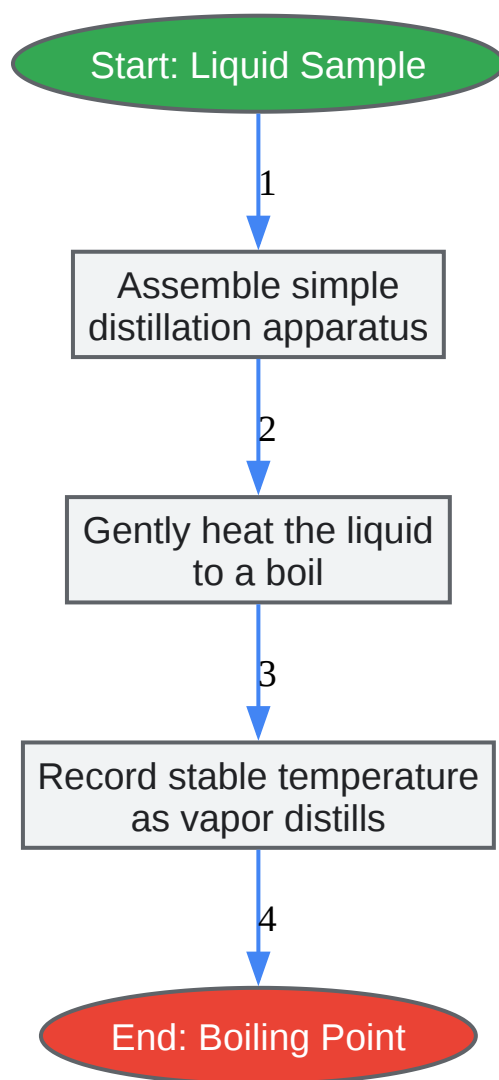 Start: Liquid Sample
1
Assemble simple
distillation apparatus
2
Gently heat the liquid
to a boil
3
Record stable temperature
as vapor distills
4
End: Boiling Point